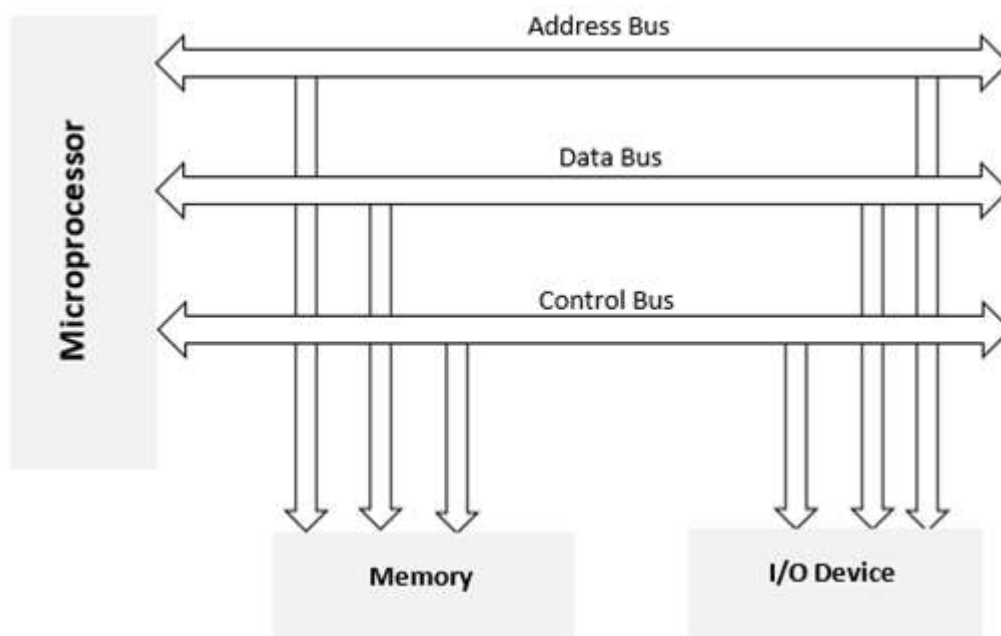 Address Bus
Microprocessor
Data Bus
Control Bus
Memory
I/O Device